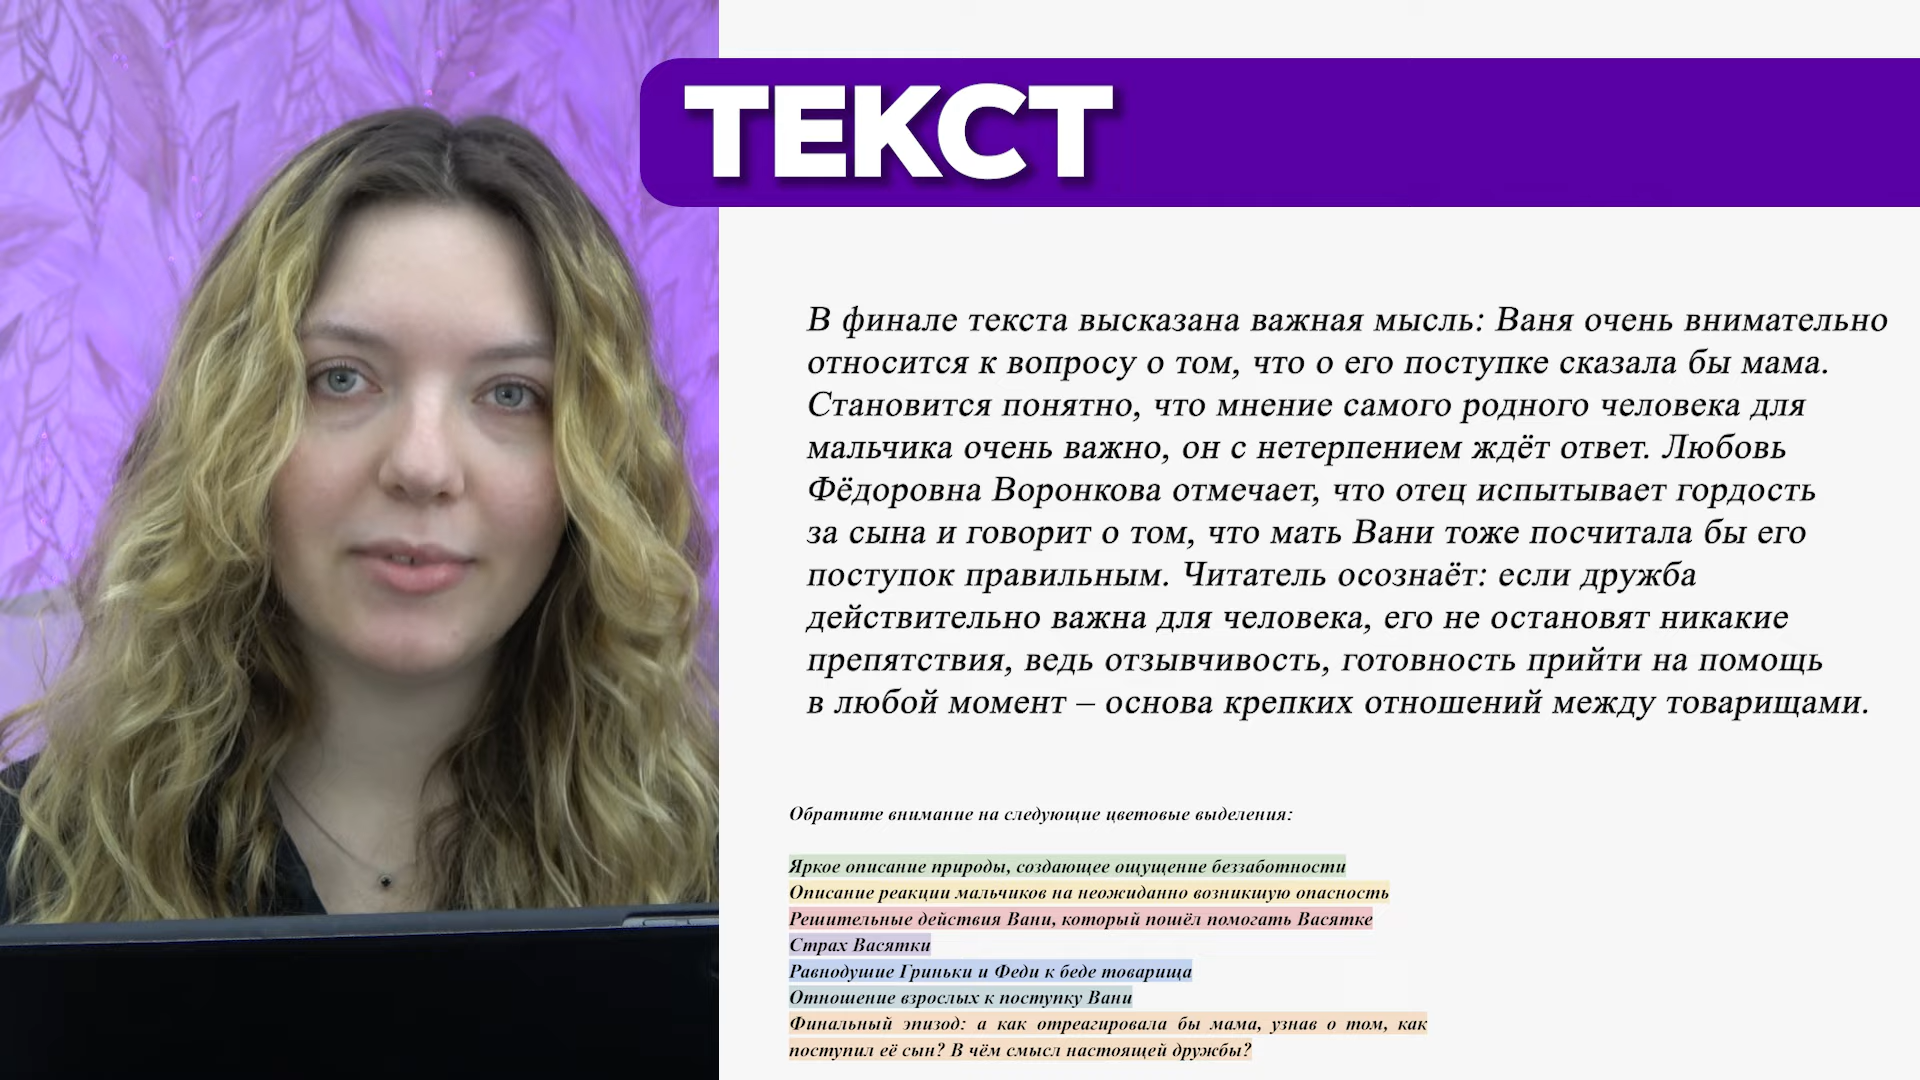 ТЕКСТ
В финале текста высказана важная мысль: Ваня очень внимательно
относится к вопросу о том, что о его поступке сказала бы мама.
Становится понятно, что мнение самого родного человека для
мальчика очень важно, он с нетерпением ждёт ответ. Любовь
Фёдоровна Воронкова отмечает, что отец испытывает гордость
за сына и говорит о том, что мать Вани тоже посчитала бы его
поступок правильным. Читатель осознаёт: если дружба
действительно важна для человека, его не остановят никакие
препятствия, ведь отзывчивость, готовность прийти на помощь
в любой момент – основа крепких отношений между товарищами.
Обратите внимание на следующие цветовые выделения:
Яркое описание природы, создающее ощущение беззаботности
Описание реакции мальчиков на неожиданно возникшую опасность
Решительные действия Вани, который пошёл помогать Васятке
Страх Васятки
Равнодушие Гриньки и Феди к беде товарища
Отношение взрослых к поступку Вани
Финальный эпизод: а как отреагировала бы мама, узнав о том, как
поступил её сын? В чём смысл настоящей дружбы?